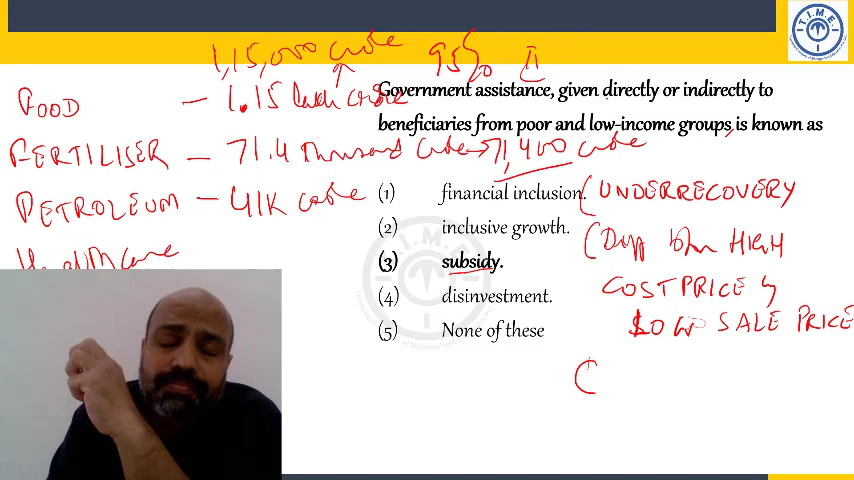 T.I.M.E.
1,15,000 crore 95%
FOOD - 1.15 lakh crore
FERTILISER - 71.4 Thousand Crore → 71,400 crore
PETROLEUM - 41K crore
Healthcare
Government assistance, given directly or indirectly to
beneficiaries from poor and low-income groups, is known as
(1) financial inclusion.
(2) inclusive growth.
(3) subsidy.
(4) disinvestment.
(5) None of these
(UNDERRECOVERY
(Diff b/w HIGH
COST PRICE &
LOW SALE PRICE
(
T.I.M.E.